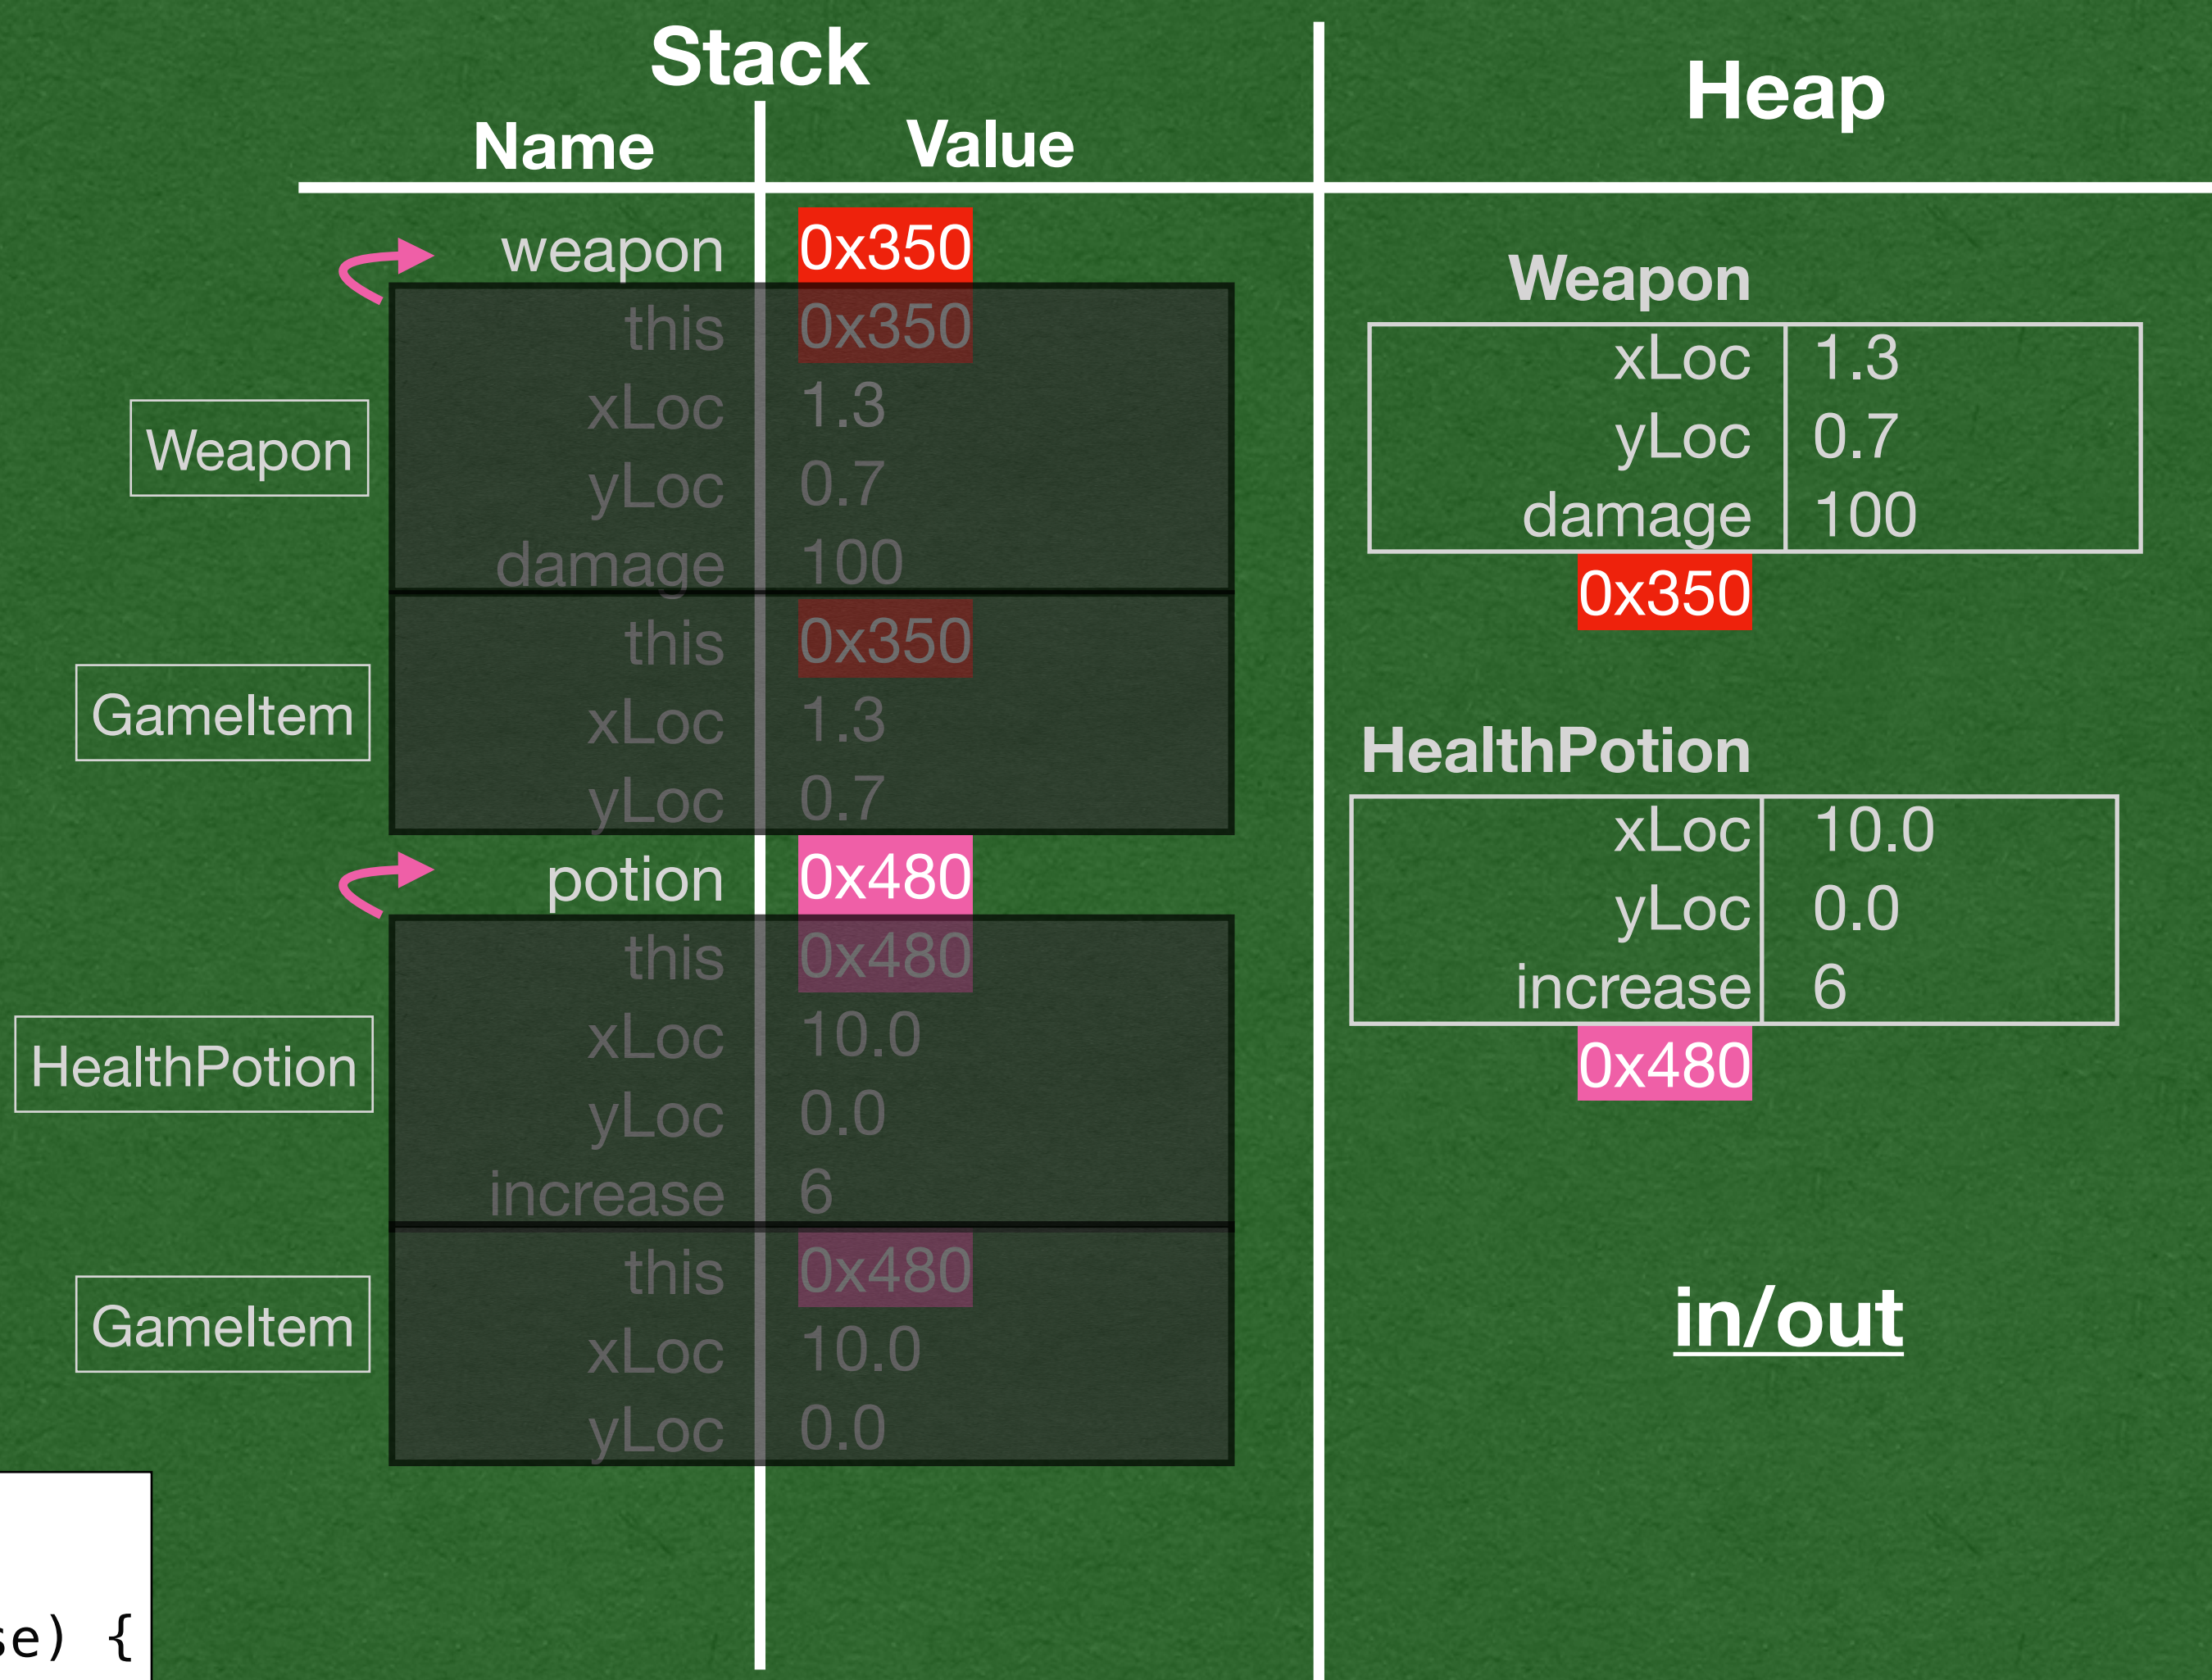 Stack
Name Value
weapon 0x350
Weapon
this 0x350
xLoc 1.3
yLoc 0.7
damage 100
GameItem
this 0x350
xLoc 1.3
yLoc 0.7
potion 0x480
HealthPotion
this 0x480
xLoc 10.0
yLoc 0.0
increase 6
GameItem
this 0x480
xLoc 10.0
yLoc 0.0
se) {
Heap
Weapon
xLoc 1.3
yLoc 0.7
damage 100
0x350
HealthPotion
xLoc 10.0
yLoc 0.0
increase 6
0x480
in/out